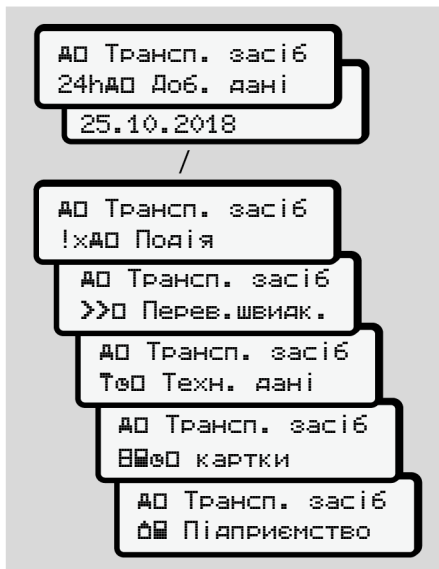 Трансп. засіб
24h Доб. дані
25.10.2018
/
Трансп. засіб
!x Подія
Трансп. засіб
>> Перев.швидк.
Трансп. засіб
Техн. дані
Трансп. засіб
картки
Трансп. засіб
Підприємство